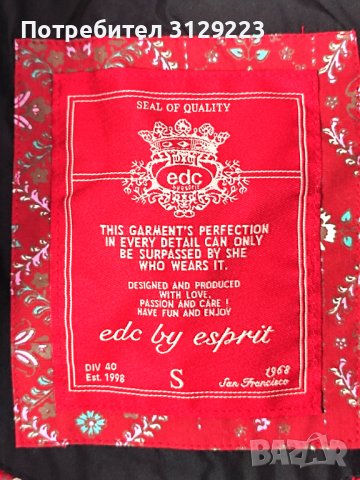 Потребител 3129223
SEAL OF QUALITY
edc
by esprit
THIS GARMENT'S PERFECTION
IN EVERY DETAIL CAN ONLY
BE SURPASSED BY SHE
WHO WEARS IT.
DESIGNED AND PRODUCED
WITH LOVE,
PASSION AND CARE !
HAVE FUN AND ENJOY
edc by esprit
DIV 40
Est. 1998
S
1968
San Francisco
BAZAR